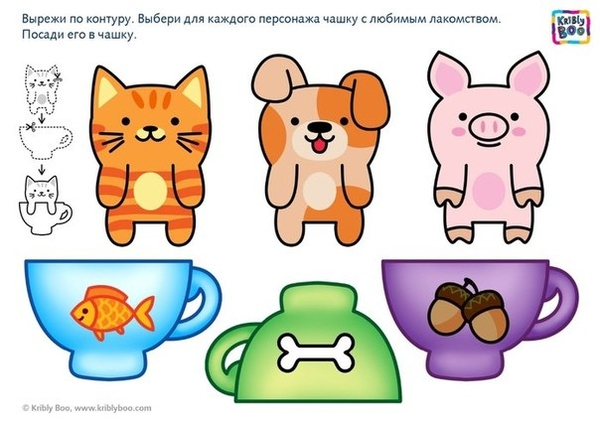 Вырежи по контуру. Выбери для каждого персонажа чашку с любимым лакомством.
Посади его в чашку.
Kribly
BOO
© Kribly Boo, www.kriblyboo.com